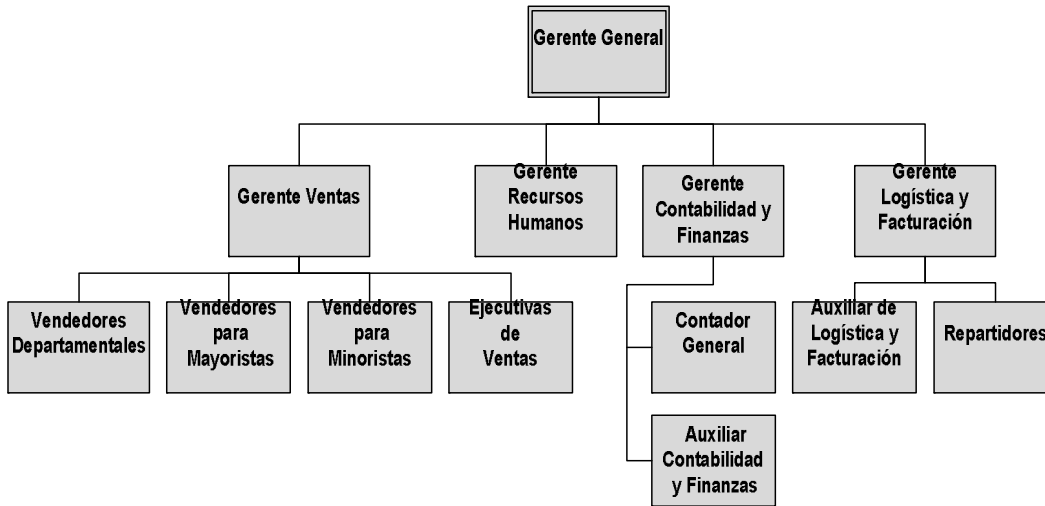 Gerente General
Gerente Ventas
Gerente
Recursos
Humanos
Gerente
Contabilidad y
Finanzas
Gerente
Logística y
Facturación
Vendedores
Departamentales
Vendedores
para
Mayoristas
Vendedores
para
Minoristas
Ejecutivas
de
Ventas
Contador
General
Auxiliar de
Logística y
Facturación
Repartidores
Auxiliar
Contabilidad
y Finanzas